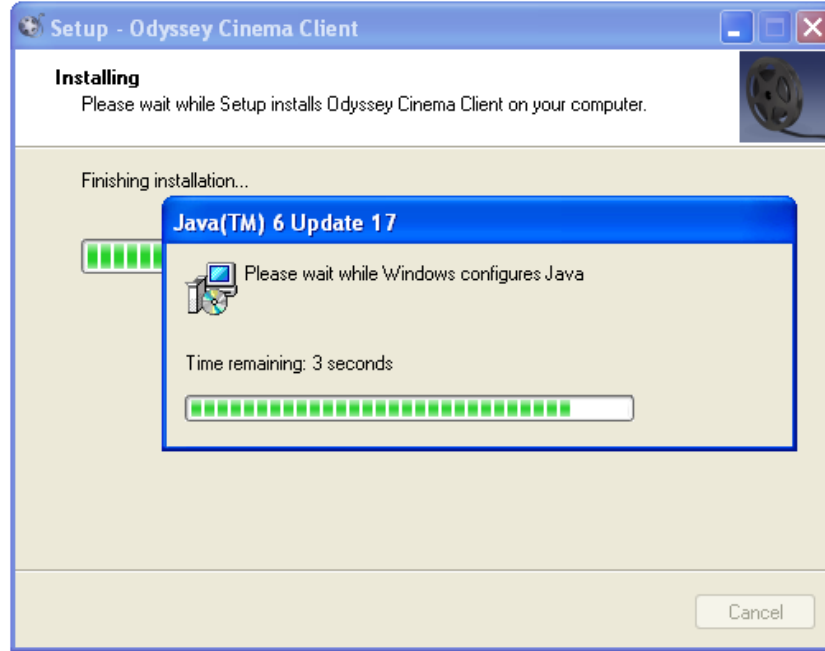 Setup - Odyssey Cinema Client
Installing
Please wait while Setup installs Odyssey Cinema Client on your computer.
Finishing installation...
Java(TM) 6 Update 17
Please wait while Windows configures Java
Time remaining: 3 seconds
Cancel